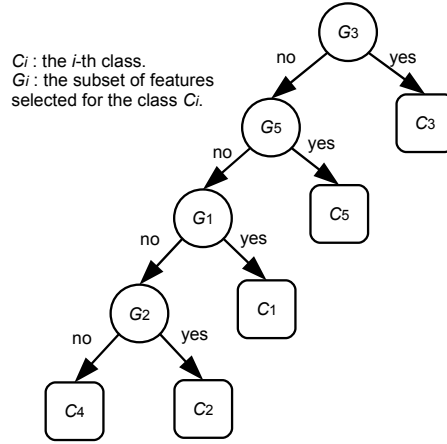 G3
no
yes
Ci : the i-th class.
Gi : the subset of features
selected for the class Ci.
C3
G5
no
yes
C5
G1
no
yes
C1
G2
no
yes
C4
C2